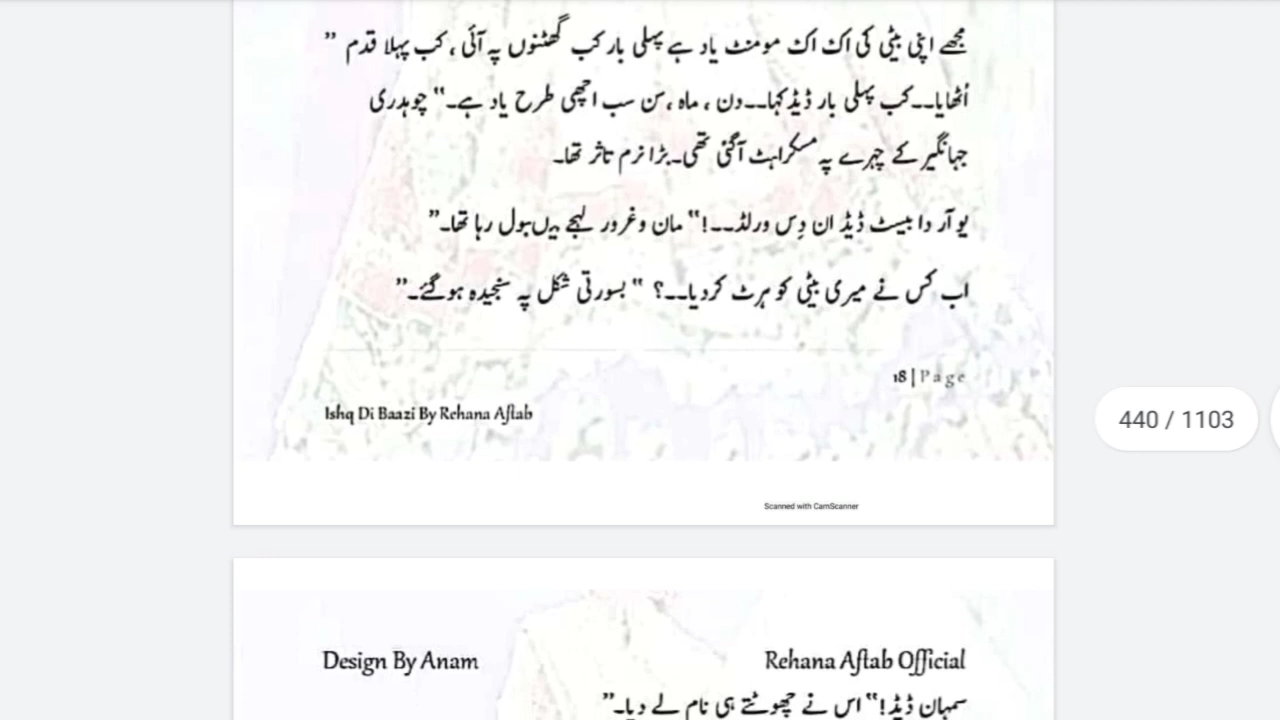 مجھے اپنی بیٹی کی اک اک مومنٹ یاد ہے پہلی بار کب گھٹنوں پہ آئی ، کب پہلا قدم ”
اُٹھایا۔۔کب پہلی بار ڈیڈ کہا۔۔دن ، ماہ ،سن سب اچھی طرح یاد ہے۔“ چوہدری
جہانگیر کے چہرے پہ مسکراہٹ آگئی تھی۔بڑا نرم تاثر تھا۔
یو آر دا بیسٹ ڈیڈ ان دِس ورلڈ۔۔!“ مان وغرور لہجے میں بول رہا تھا۔”
اب کس نے میری بیٹی کو ہرٹ کردیا۔۔؟ “ بسورتی شکل پہ سنجیدہ ہوگئے۔”
18 | Page
Ishq Di Baazi By Rehana Aftab
440 / 1103
Scanned with CamScanner
Design By Anam
Rehana Aftab Official
سمہان ڈیڈ!“ اس نے چھوٹتے ہی نام لے دیا۔”